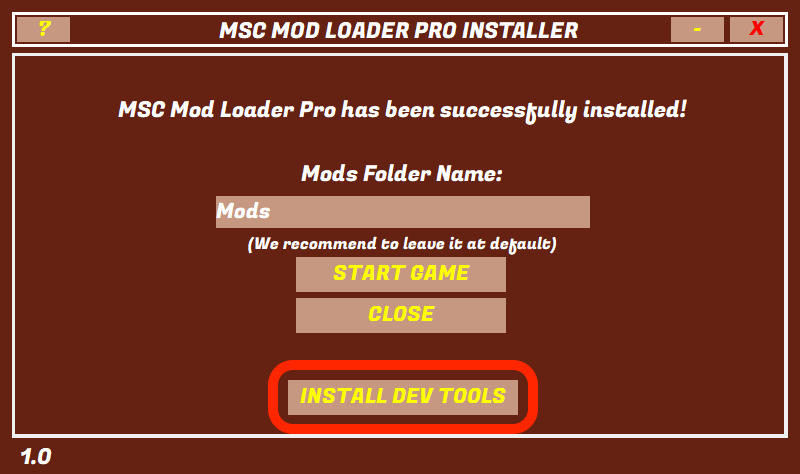 ?
MSC MOD LOADER PRO INSTALLER
-
X
MSC Mod Loader Pro has been successfully installed!
Mods Folder Name:
Mods
(We recommend to leave it at default)
START GAME
CLOSE
INSTALL DEV TOOLS
1.0